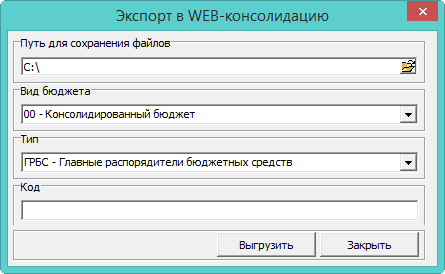 Экспорт в WEB-консолидацию
Путь для сохранения файлов
C:\
Вид бюджета
00 - Консолидированный бюджет
Тип
ГРБС - Главные распорядители бюджетных средств
Код
Выгрузить Закрыть